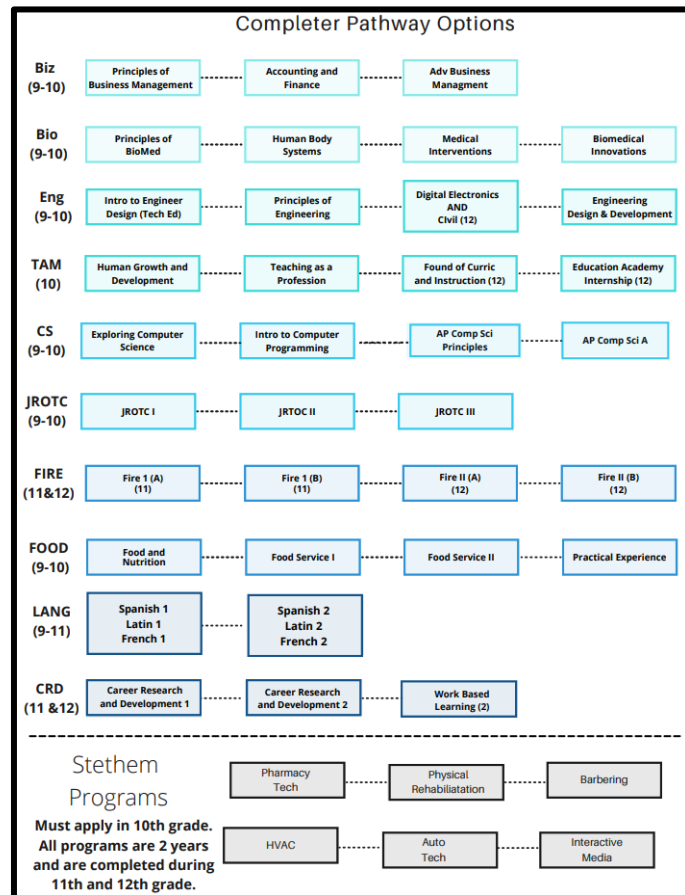 Completer Pathway Options
Biz
(9-10)
Principles of
Business Management
Accounting and
Finance
Adv Business
Managment
Bio
(9-10)
Principles of
BioMed
Human Body
Systems
Medical
Interventions
Biomedical
Innovations
Eng
(9-10)
Intro to Engineer
Design (Tech Ed)
Principles of
Engineering
Digital Electronics
AND
CIvil (12)
Engineering
Design & Development
TAM
(10)
Human Growth and
Development
Teaching as a
Profession
Found of Curric
and Instruction (12)
Education Academy
Internship (12)
CS
(9-10)
Exploring Computer
Science
Intro to Computer
Programming
AP Comp Sci
Principles
AP Comp Sci A
JROTC
(9-10)
JROTC I
JRTOC II
JROTC III
FIRE
(11&12)
Fire 1 (A)
(11)
Fire 1 (B)
(11)
Fire II (A)
(12)
Fire II (B)
(12)
FOOD
(9-10)
Food and
Nutrition
Food Service I
Food Service II
Practical Experience
LANG
(9-11)
Spanish 1
Latin 1
French 1
Spanish 2
Latin 2
French 2
CRD
(11 &12)
Career Research
and Development 1
Career Research
and Development 2
Work Based
Learning (2)
Stethem
Programs
Must apply in 10th grade.
All programs are 2 years
and are completed during
11th and 12th grade.
Pharmacy
Tech
Physical
Rehabiliatation
Barbering
HVAC
Auto
Tech
Interactive
Media